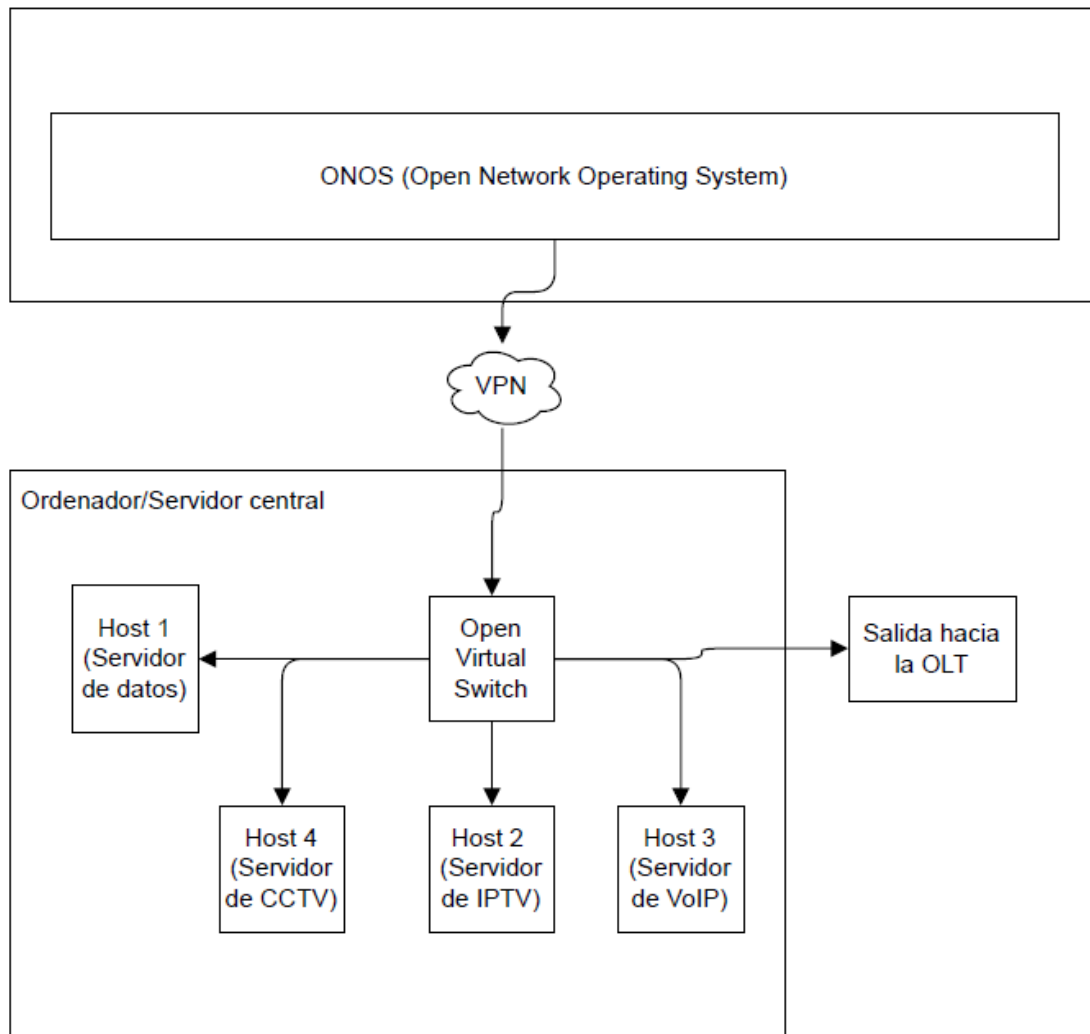 ONOS (Open Network Operating System)
VPN
Ordenador/Servidor central
Host 1
(Servidor
de datos)
Open
Virtual
Switch
Salida hacia
la OLT
Host 4
(Servidor
de CCTV)
Host 2
(Servidor
de IPTV)
Host 3
(Servidor
de VoIP)